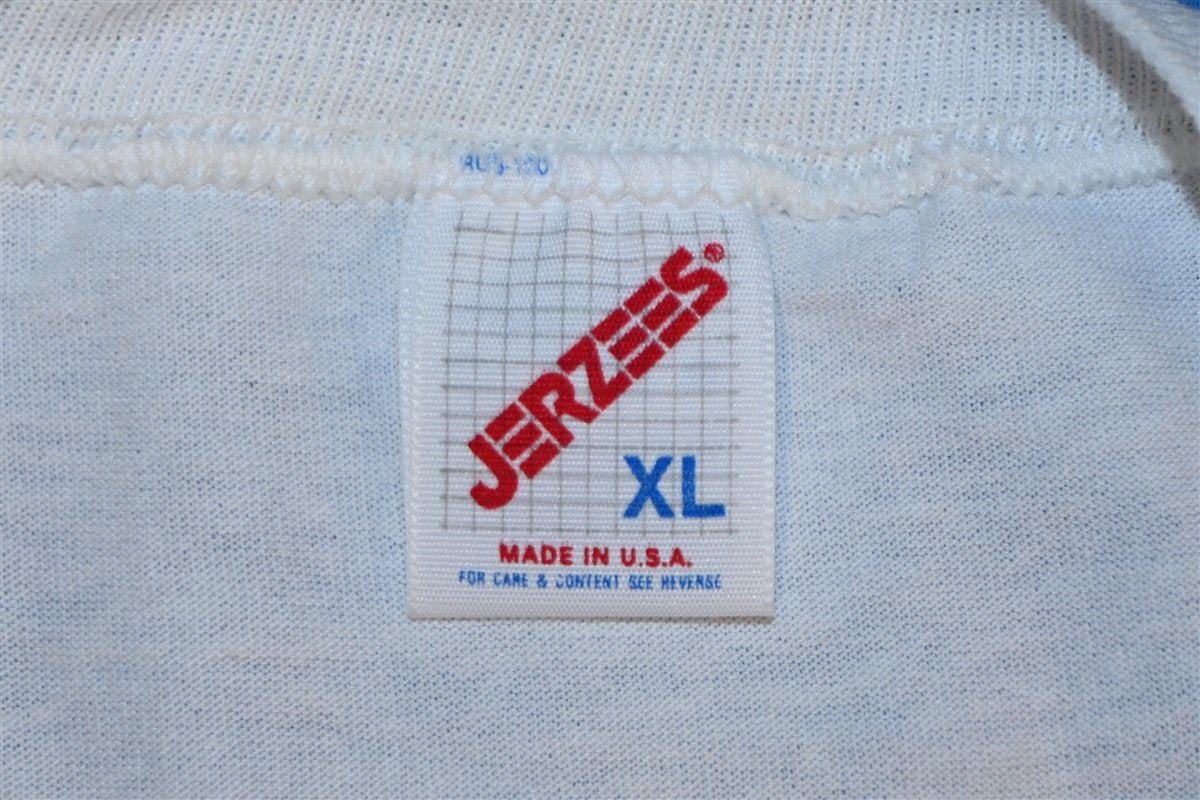 JERZEES®
XL
MADE IN U.S.A.
FOR CARE & CONTENT SEE REVERSE